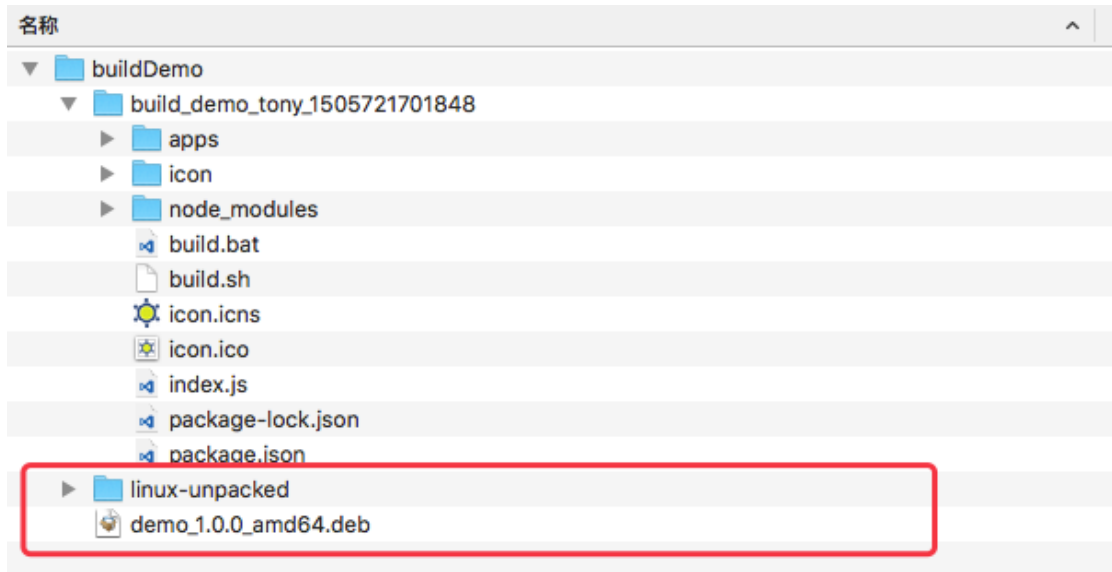 名称
buildDemo
build_demo_tony_1505721701848
apps
icon
node_modules
build.bat
build.sh
icon.icns
icon.ico
index.js
package-lock.json
package.json
linux-unpacked
demo_1.0.0_amd64.deb